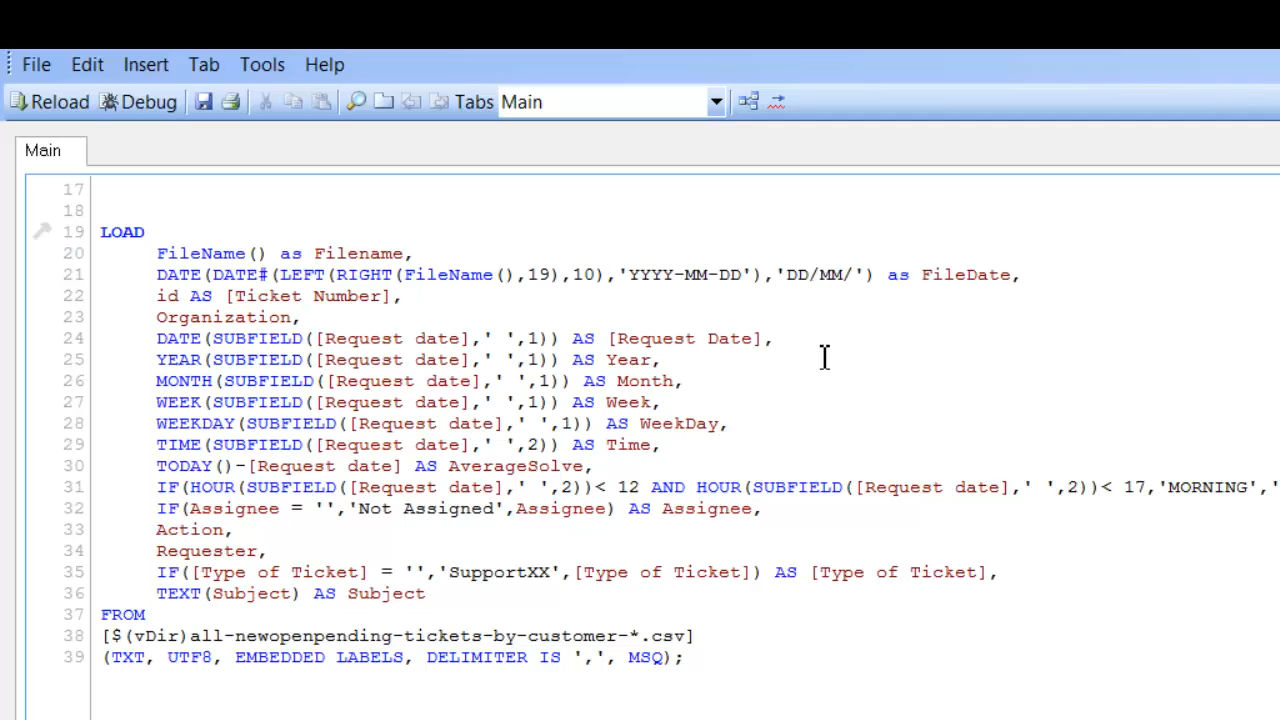 File Edit Insert Tab Tools Help
Reload Debug Tabs Main
Main
17
18
19 LOAD
20 FileName() as Filename,
21 DATE(DATE#(LEFT(RIGHT(FileName(),19),10),'YYYY-MM-DD'),'DD/MM/') as FileDate,
22 id AS [Ticket Number],
23 Organization,
24 DATE(SUBFIELD([Request date],' ',1)) AS [Request Date],
25 YEAR(SUBFIELD([Request date],' ',1)) AS Year,
26 MONTH(SUBFIELD([Request date],' ',1)) AS Month,
27 WEEK(SUBFIELD([Request date],' ',1)) AS Week,
28 WEEKDAY(SUBFIELD([Request date],' ',1)) AS WeekDay,
29 TIME(SUBFIELD([Request date],' ',2)) AS Time,
30 TODAY()-[Request date] AS AverageSolve,
31 IF(HOUR(SUBFIELD([Request date],' ',2))< 12 AND HOUR(SUBFIELD([Request date],' ',2))< 17,'MORNING','
32 IF(Assignee = '','Not Assigned',Assignee) AS Assignee,
33 Action,
34 Requester,
35 IF([Type of Ticket] = '','SupportXX',[Type of Ticket]) AS [Type of Ticket],
36 TEXT(Subject) AS Subject
37 FROM
38 [$(vDir)all-newopenpending-tickets-by-customer-*.csv]
39 (TXT, UTF8, EMBEDDED LABELS, DELIMITER IS ',', MSQ);